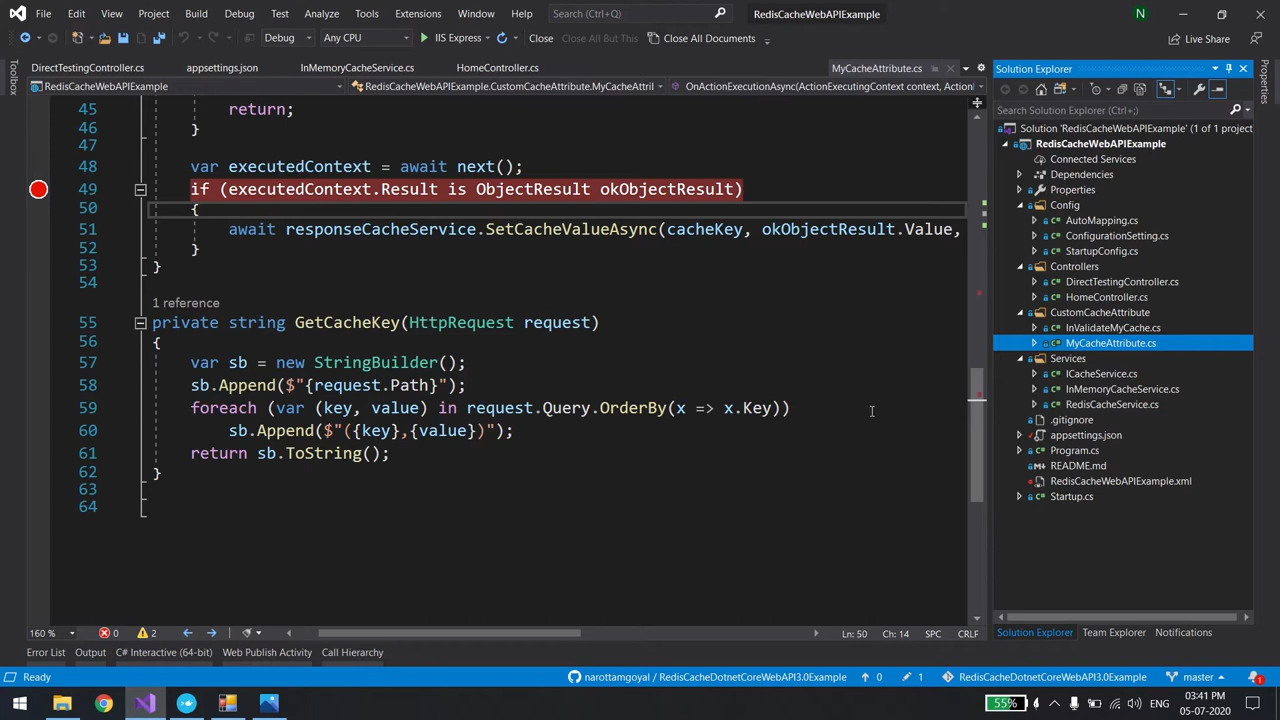 File Edit View Project Build Debug Test Analyze Tools Extensions Window Help Search (Ctrl+Q) RedisCacheWebAPIExample N
Debug Any CPU IIS Express Close Close All But This Close All Documents Live Share
DirectTestingController.cs appsettings.json InMemoryCacheService.cs HomeController.cs MyCacheAttribute.cs
RedisCacheWebAPIExample RedisCacheWebAPIExample.CustomCacheAttribute.MyCacheAttril OnActionExecutionAsync(ActionExecutingContext context, Action
Toolbox
45 return;
46 }
47
48 var executedContext = await next();
49 if (executedContext.Result is ObjectResult okObjectResult)
50 {
51 await responseCacheService.SetCacheValueAsync(cacheKey, okObjectResult.Value,
52 }
53 }
54
1 reference
55 private string GetCacheKey(HttpRequest request)
56 {
57 var sb = new StringBuilder();
58 sb.Append($"{request.Path}");
59 foreach (var (key, value) in request.Query.OrderBy(x => x.Key))
60 sb.Append($"({key},{value})");
61 return sb.ToString();
62 }
63
64
160 % 0 2 Ln: 50 Ch: 14 SPC CRLF
Solution Explorer
Search Solution Explorer (Ctrl+;)
Solution 'RedisCacheWebAPIExample' (1 of 1 project
RedisCacheWebAPIExample
Connected Services
Dependencies
Properties
Config
AutoMapping.cs
ConfigurationSetting.cs
StartupConfig.cs
Controllers
DirectTestingController.cs
HomeController.cs
CustomCacheAttribute
InValidateMyCache.cs
MyCacheAttribute.cs
Services
ICacheService.cs
InMemoryCacheService.cs
RedisCacheService.cs
.gitignore
appsettings.json
Program.cs
README.md
RedisCacheWebAPIExample.xml
Startup.cs
Solution Explorer Team Explorer Notifications
Properties
Error List Output C# Interactive (64-bit) Web Publish Activity Call Hierarchy
Ready narottamgoyal / RedisCacheDotnetCoreWebAPI3.0Example 0 1 RedisCacheDotnetCoreWebAPI3.0Example master 1
55% ENG 03:41 PM
05-07-2020